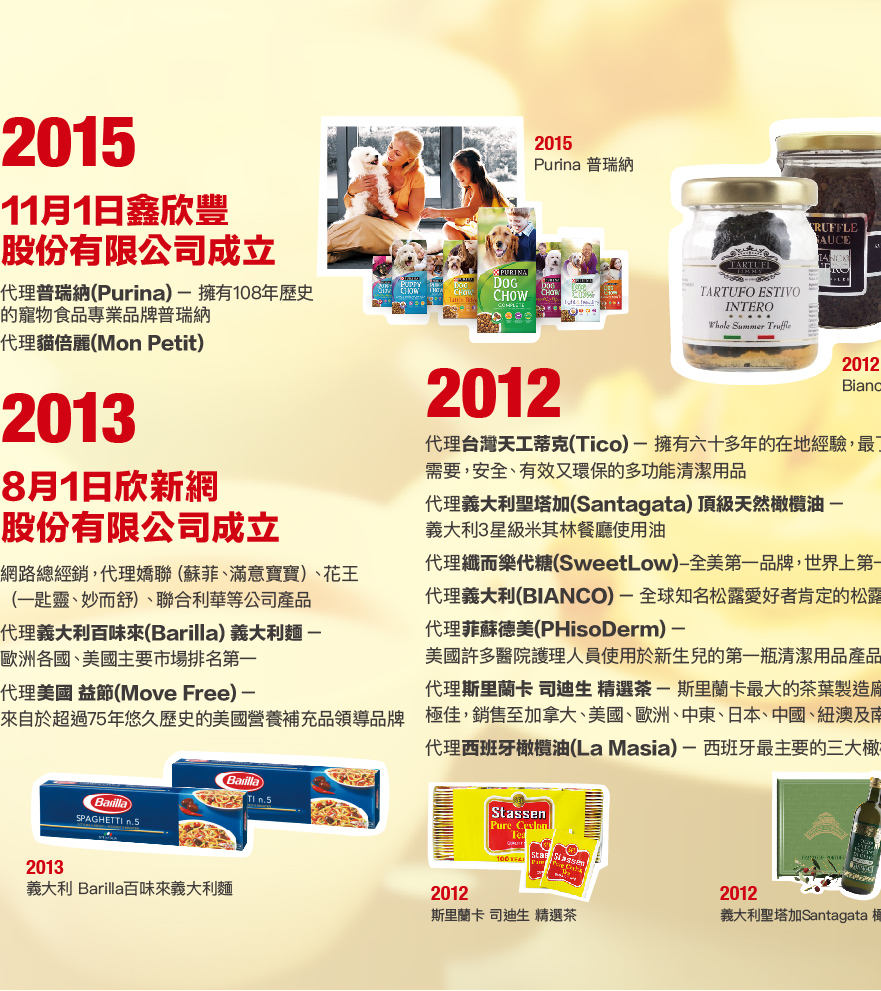 2015
11月1日鑫欣豐
股份有限公司成立
代理普瑞納(Purina) － 擁有108年歷史
的寵物食品專業品牌普瑞納
代理貓倍麗(Mon Petit)
2015
Purina 普瑞納
PURINA
PUPPY
CHOW
DOG
CHOW
PURINA
DOG
CHOW
COMPLETE
DOG
CHOW
TARTUFI
TARTUFO ESTIVO
INTERO
Whole Summer Truffle
TRUFFLE
SAUCE
2012
Bianc
2013
8月1日欣新網
股份有限公司成立
網路總經銷，代理嬌聯（蘇菲、滿意寶寶）、花王
（一匙靈、妙而舒）、聯合利華等公司產品
代理義大利百味來(Barilla) 義大利麵 －
歐洲各國、美國主要市場排名第一
代理美國 益節(Move Free) －
來自於超過75年悠久歷史的美國營養補充品領導品牌
Barilla
SPAGHETTI n.5
Barilla
TI n.5
2013
義大利 Barilla百味來義大利麵
2012
代理台灣天工蒂克(Tico) － 擁有六十多年的在地經驗，最
需要，安全、有效又環保的多功能清潔用品
代理義大利聖塔加(Santagata) 頂級天然橄欖油 －
義大利3星級米其林餐廳使用油
代理纖而樂代糖(SweetLow)–全美第一品牌，世界上第一
代理義大利(BIANCO) － 全球知名松露愛好者肯定的松露
代理菲蘇德美(PHisoDerm) －
美國許多醫院護理人員使用於新生兒的第一瓶清潔用品產品
代理斯里蘭卡 司迪生 精選茶 － 斯里蘭卡最大的茶葉製造廠
極佳，銷售至加拿大、美國、歐洲、中東、日本、中國、紐澳及南
代理西班牙橄欖油(La Masia) － 西班牙最主要的三大橄
Stassen
Pure Ceylon
Tea
Stassen
2012
斯里蘭卡 司迪生 精選茶
2012
義大利聖塔加Santagata 橄